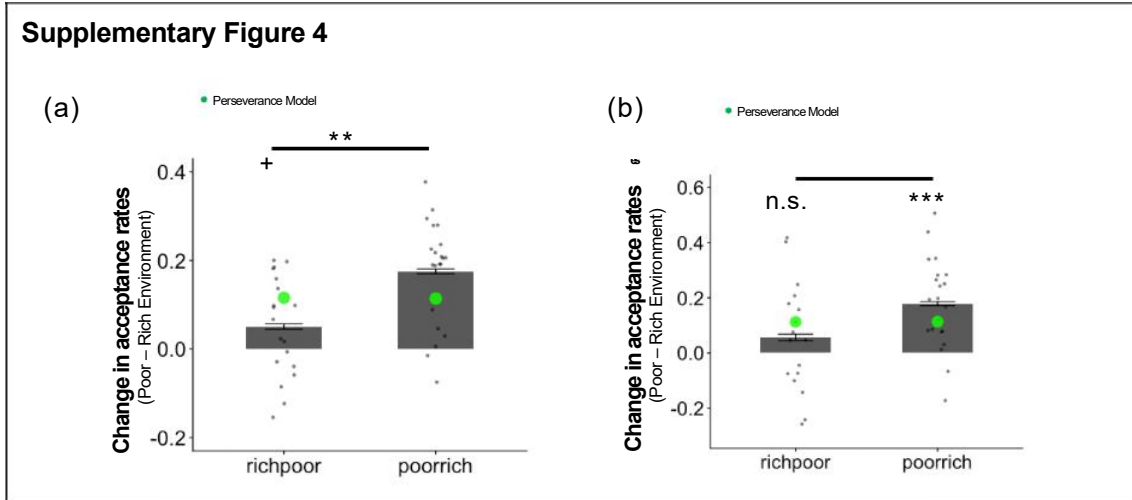 Supplementary Figure 4
(a)
Perseverance Model
**
+
Change in acceptance rates
(Poor – Rich Environment)
0.4
0.2
0.0
-0.2
richpoor
poorrich
(b)
Perseverance Model
n.s.
***
Change in acceptance rates
(Poor – Rich Environment)
0.6
0.4
0.2
0.0
-0.2
richpoor
poorrich